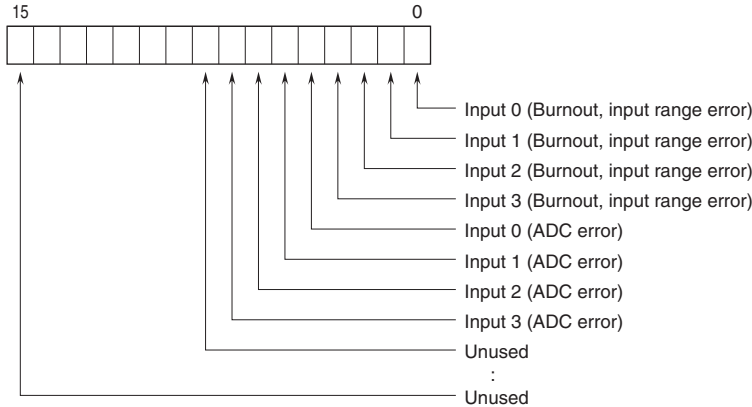 15 0
Input 0 (Burnout, input range error)
Input 1 (Burnout, input range error)
Input 2 (Burnout, input range error)
Input 3 (Burnout, input range error)
Input 0 (ADC error)
Input 1 (ADC error)
Input 2 (ADC error)
Input 3 (ADC error)
Unused
:
Unused